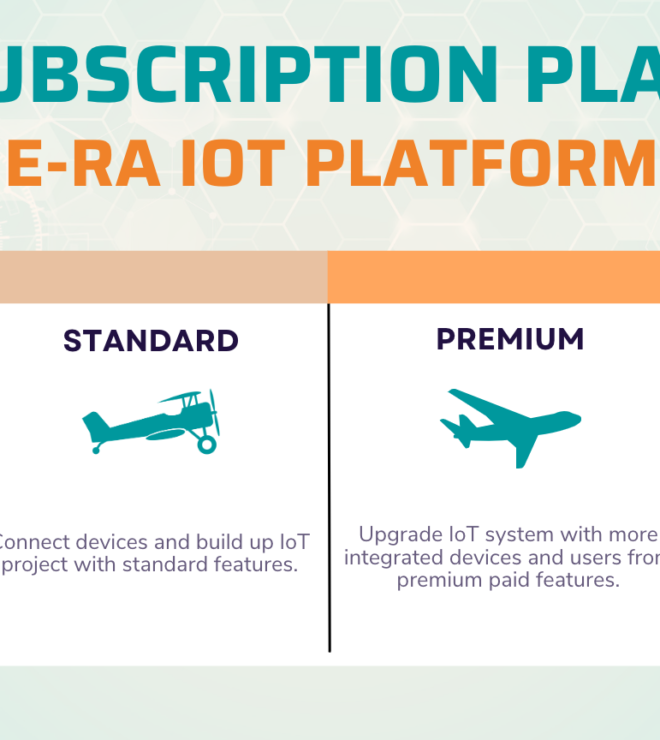 UBSCRIPTION PLA
E-RA IOT PLATFORM
STANDARD
Connect devices and build up IoT
project with standard features.
PREMIUM
Upgrade IoT system with more
integrated devices and users from
premium paid features.